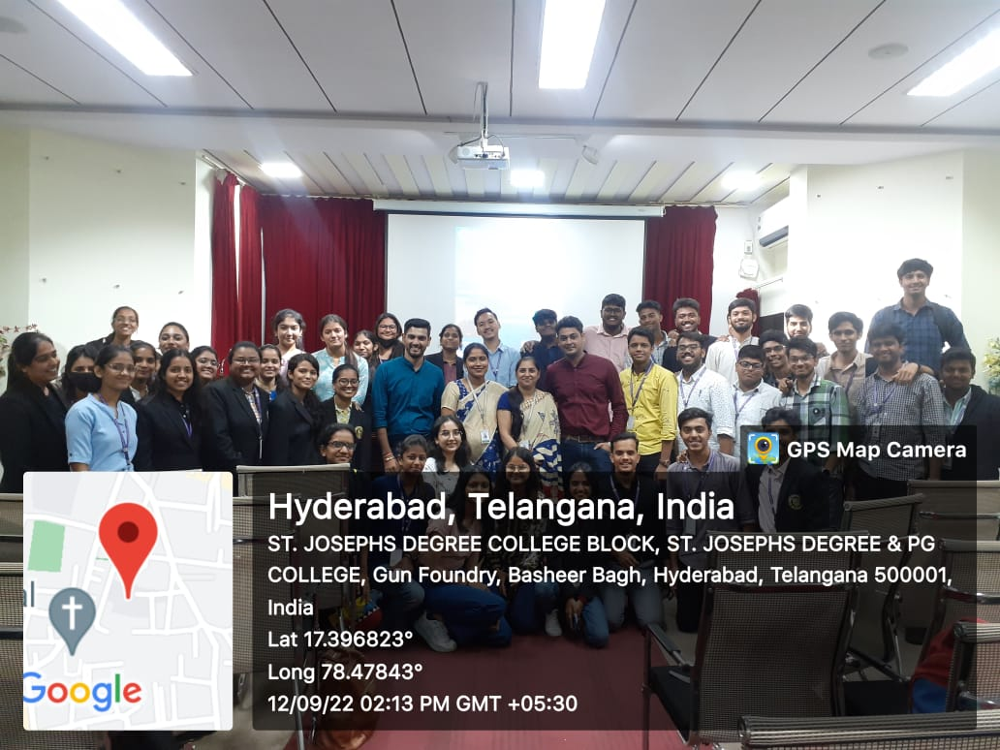 GPS Map Camera
Hyderabad, Telangana, India
ST. JOSEPHS DEGREE COLLEGE BLOCK, ST. JOSEPHS DEGREE & PG
COLLEGE, Gun Foundry, Basheer Bagh, Hyderabad, Telangana 500001,
India
Lat 17.396823°
Long 78.47843°
12/09/22 02:13 PM GMT +05:30
Google